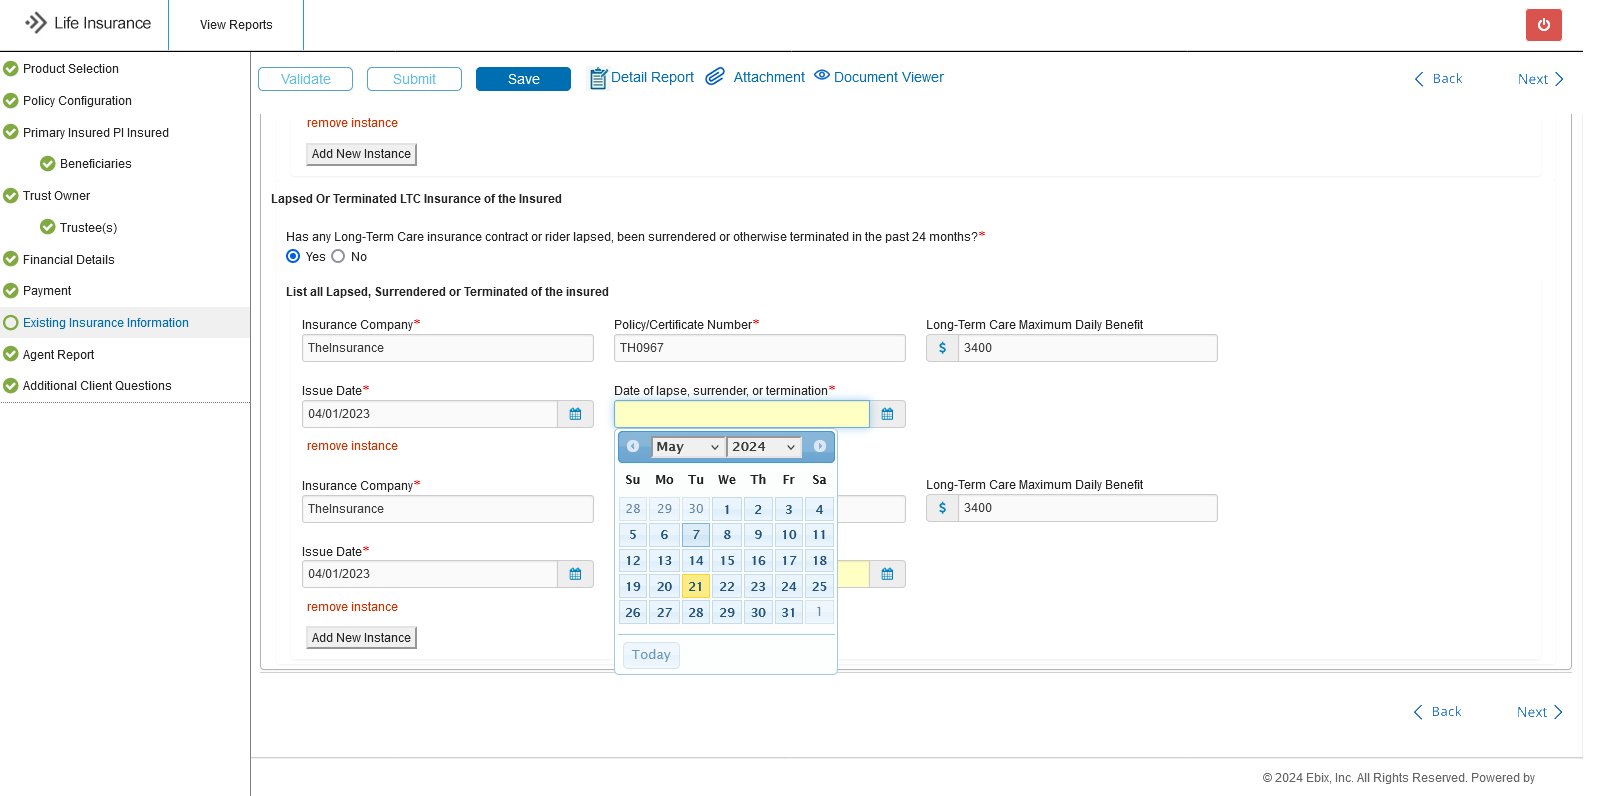 Life Insurance
View Reports
Product Selection
Policy Configuration
Primary Insured PI Insured
Beneficiaries
Trust Owner
Trustee(s)
Financial Details
Payment
Existing Insurance Information
Agent Report
Additional Client Questions
Validate Submit Save Detail Report Attachment Document Viewer Back Next
remove instance
Add New Instance
Lapsed Or Terminated LTC Insurance of the Insured
Has any Long-Term Care insurance contract or rider lapsed, been surrendered or otherwise terminated in the past 24 months?*
Yes No
List all Lapsed, Surrendered or Terminated of the insured
Insurance Company* Policy/Certificate Number* Long-Term Care Maximum Daily Benefit
TheInsurance TH0967 $ 3400
Issue Date* Date of lapse, surrender, or termination*
04/01/2023
remove instance
May 2024
Su Mo Tu We Th Fr Sa
28 29 30 1 2 3 4
5 6 7 8 9 10 11
12 13 14 15 16 17 18
19 20 21 22 23 24 25
26 27 28 29 30 31 1
Today
Insurance Company* Long-Term Care Maximum Daily Benefit
TheInsurance $ 3400
Issue Date*
04/01/2023
remove instance
Add New Instance
Back Next
© 2024 Ebix, Inc. All Rights Reserved. Powered by